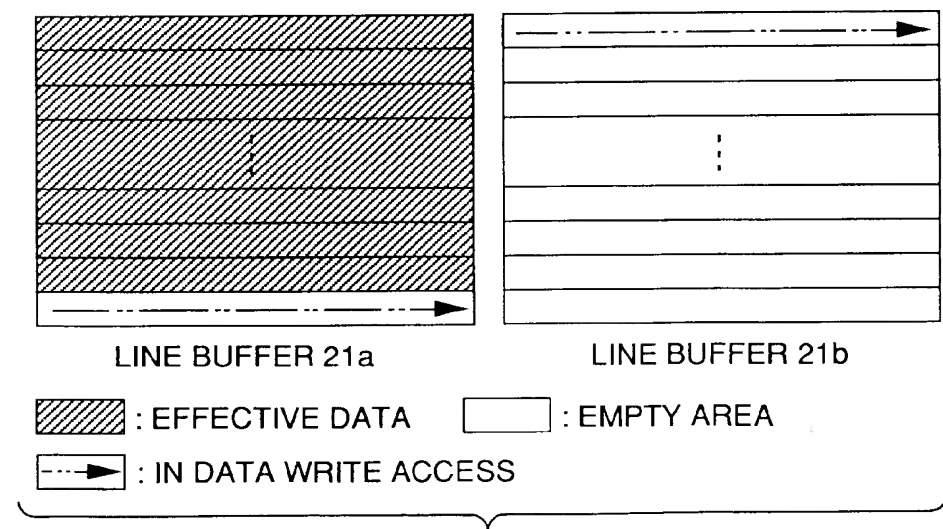 LINE BUFFER 21a
LINE BUFFER 21b
: EFFECTIVE DATA
: EMPTY AREA
: IN DATA WRITE ACCESS